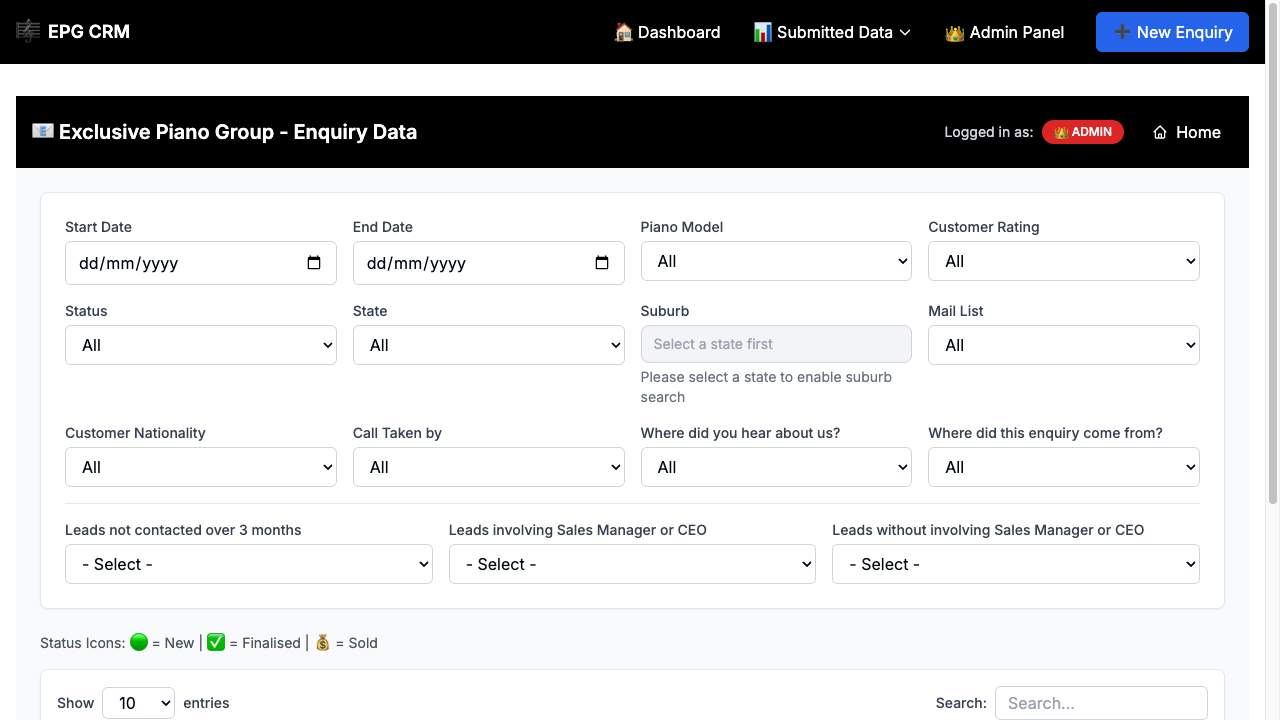 EPG CRM
Dashboard
Submitted Data
Admin Panel
New Enquiry
Exclusive Piano Group - Enquiry Data
Logged in as:
ADMIN
Home
Start Date
End Date
Piano Model
Customer Rating
dd/mm/yyyy
dd/mm/yyyy
All
All
Status
State
Suburb
Mail List
All
All
Select a state first
All
Please select a state to enable suburb
search
Customer Nationality
Call Taken by
Where did you hear about us?
Where did this enquiry come from?
All
All
All
All
Leads not contacted over 3 months
Leads involving Sales Manager or CEO
Leads without involving Sales Manager or CEO
- Select -
- Select -
- Select -
Status Icons: 🟢 = New | ✅ = Finalised | 💰 = Sold
Show 10 entries
Search: Search...